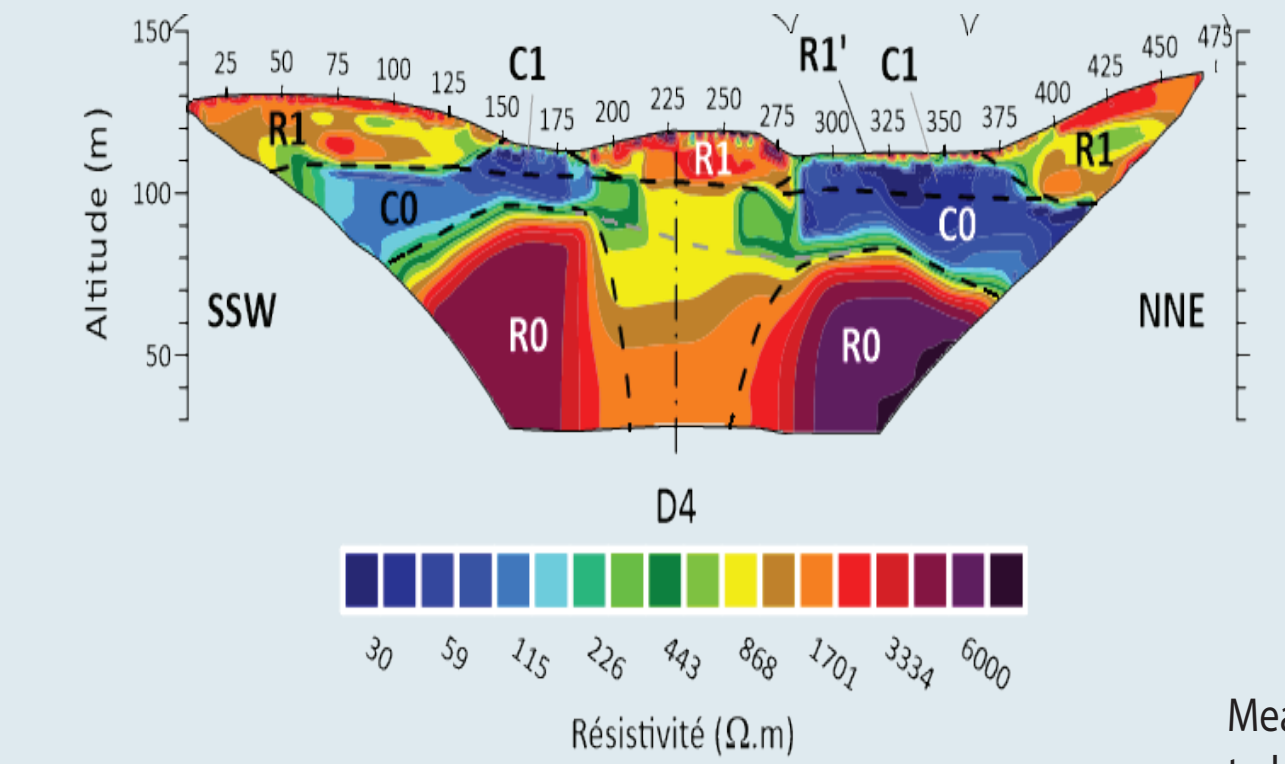 150
25 50 75 100 125 150 175 200 225 250 275 300 325 350 375 400 425 450 475
C1 R1' C1
R1 R1 R1
100
C0 C0
Altitude (m)
SSW NNE
R0 R0
50
D4
30 59 115 226 443 868 1701 3334 6000
Résistivité (Ω.m)
Mea